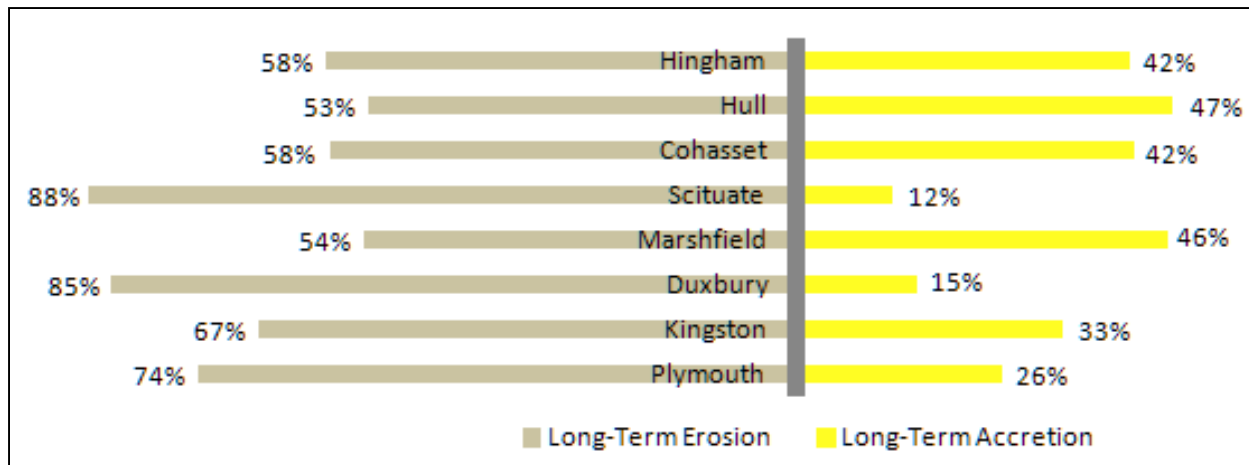 58% Hingham 42%
53% Hull 47%
58% Cohasset 42%
88% Scituate 12%
54% Marshfield 46%
85% Duxbury 15%
67% Kingston 33%
74% Plymouth 26%
Long-Term Erosion Long-Term Accretion